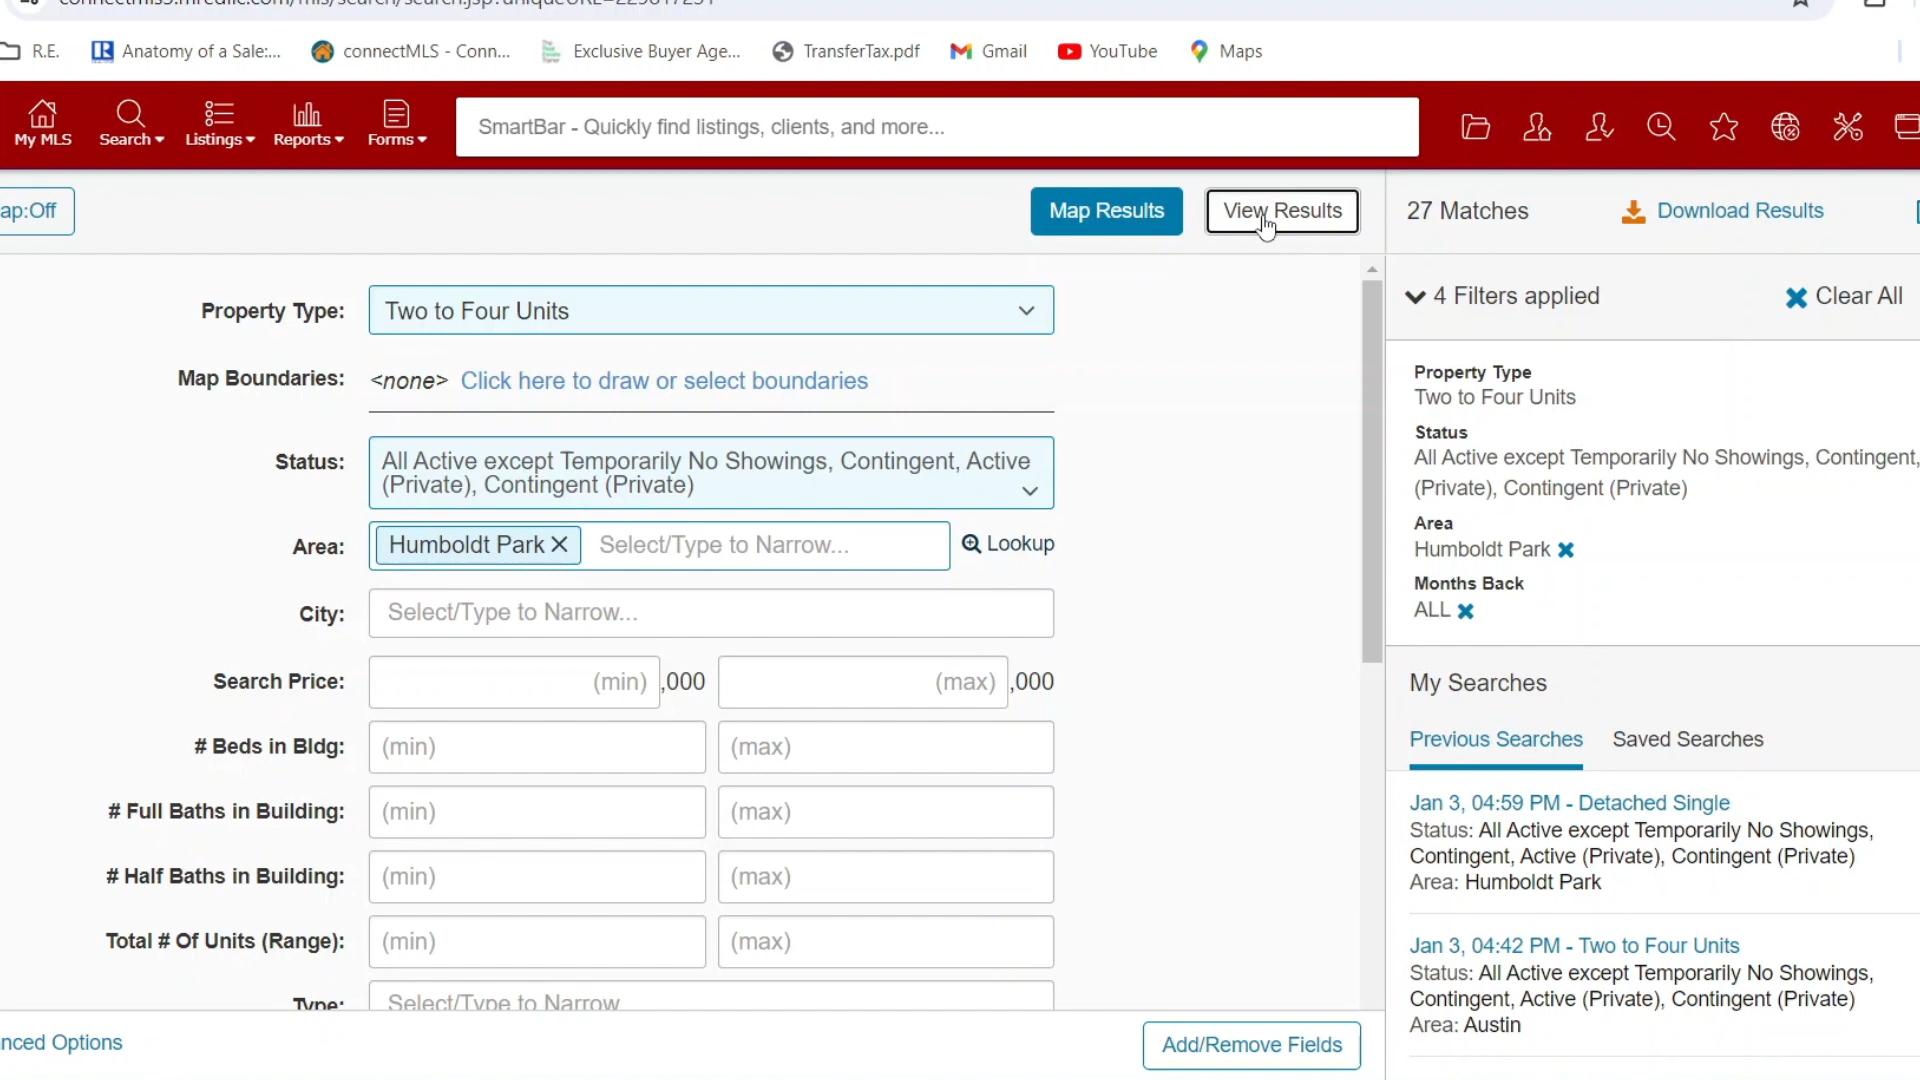 R.E.
Anatomy of a Sale:...
connectMLS - Conn...
Exclusive Buyer Age...
TransferTax.pdf
Gmail
YouTube
Maps
My MLS
Search
Listings
Reports
Forms
SmartBar - Quickly find listings, clients, and more...
ap:Off
Map Results
View Results
27 Matches
Download Results
Property Type:
Two to Four Units
Map Boundaries:
<none> Click here to draw or select boundaries
Status:
All Active except Temporarily No Showings, Contingent, Active
(Private), Contingent (Private)
Area:
Humboldt Park
Select/Type to Narrow...
Lookup
City:
Select/Type to Narrow...
Search Price:
(min) ,000
(max) ,000
# Beds in Bldg:
(min)
(max)
# Full Baths in Building:
(min)
(max)
# Half Baths in Building:
(min)
(max)
Total # Of Units (Range):
(min)
(max)
Type:
Select/Type to Narrow
nced Options
Add/Remove Fields
4 Filters applied
Clear All
Property Type
Two to Four Units
Status
All Active except Temporarily No Showings, Contingent,
(Private), Contingent (Private)
Area
Humboldt Park
Months Back
ALL
My Searches
Previous Searches
Saved Searches
Jan 3, 04:59 PM - Detached Single
Status: All Active except Temporarily No Showings,
Contingent, Active (Private), Contingent (Private)
Area: Humboldt Park
Jan 3, 04:42 PM - Two to Four Units
Status: All Active except Temporarily No Showings,
Contingent, Active (Private), Contingent (Private)
Area: Austin